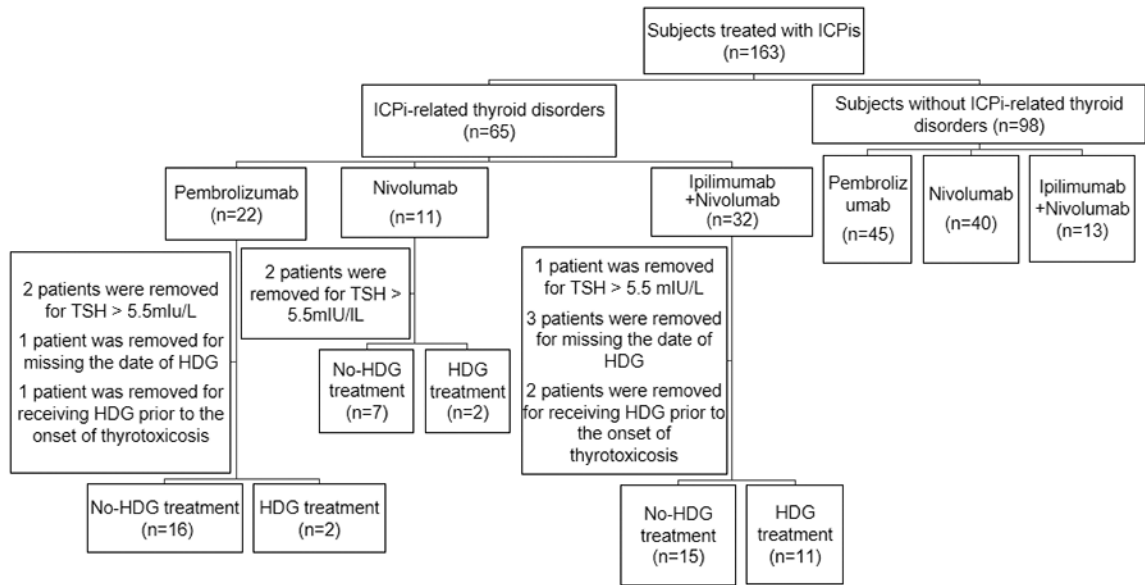 Subjects treated with ICPis
(n=163)
ICPi-related thyroid disorders
(n=65)
Subjects without ICPi-related thyroid
disorders (n=98)
Pembrolizumab
(n=22)
Nivolumab
(n=11)
Ipilimumab
+Nivolumab
(n=32)
Pembroliz
umab
(n=45)
Nivolumab
(n=40)
Ipilimumab
+Nivolumab
(n=13)
2 patients were removed
for TSH > 5.5mIu/L
1 patient was removed for
missing the date of HDG
1 patient was removed for
receiving HDG prior to the
onset of thyrotoxicosis
2 patients were
removed for TSH >
5.5mIU/IL
No-HDG
treatment
(n=7)
HDG
treatment
(n=2)
1 patient was removed
for TSH > 5.5 mIU/L
3 patients were removed
for missing the date of
HDG
2 patients were removed
for receiving HDG prior to
the onset of
thyrotoxicosis
No-HDG treatment
(n=16)
HDG treatment
(n=2)
No-HDG
treatment
(n=15)
HDG
treatment
(n=11)